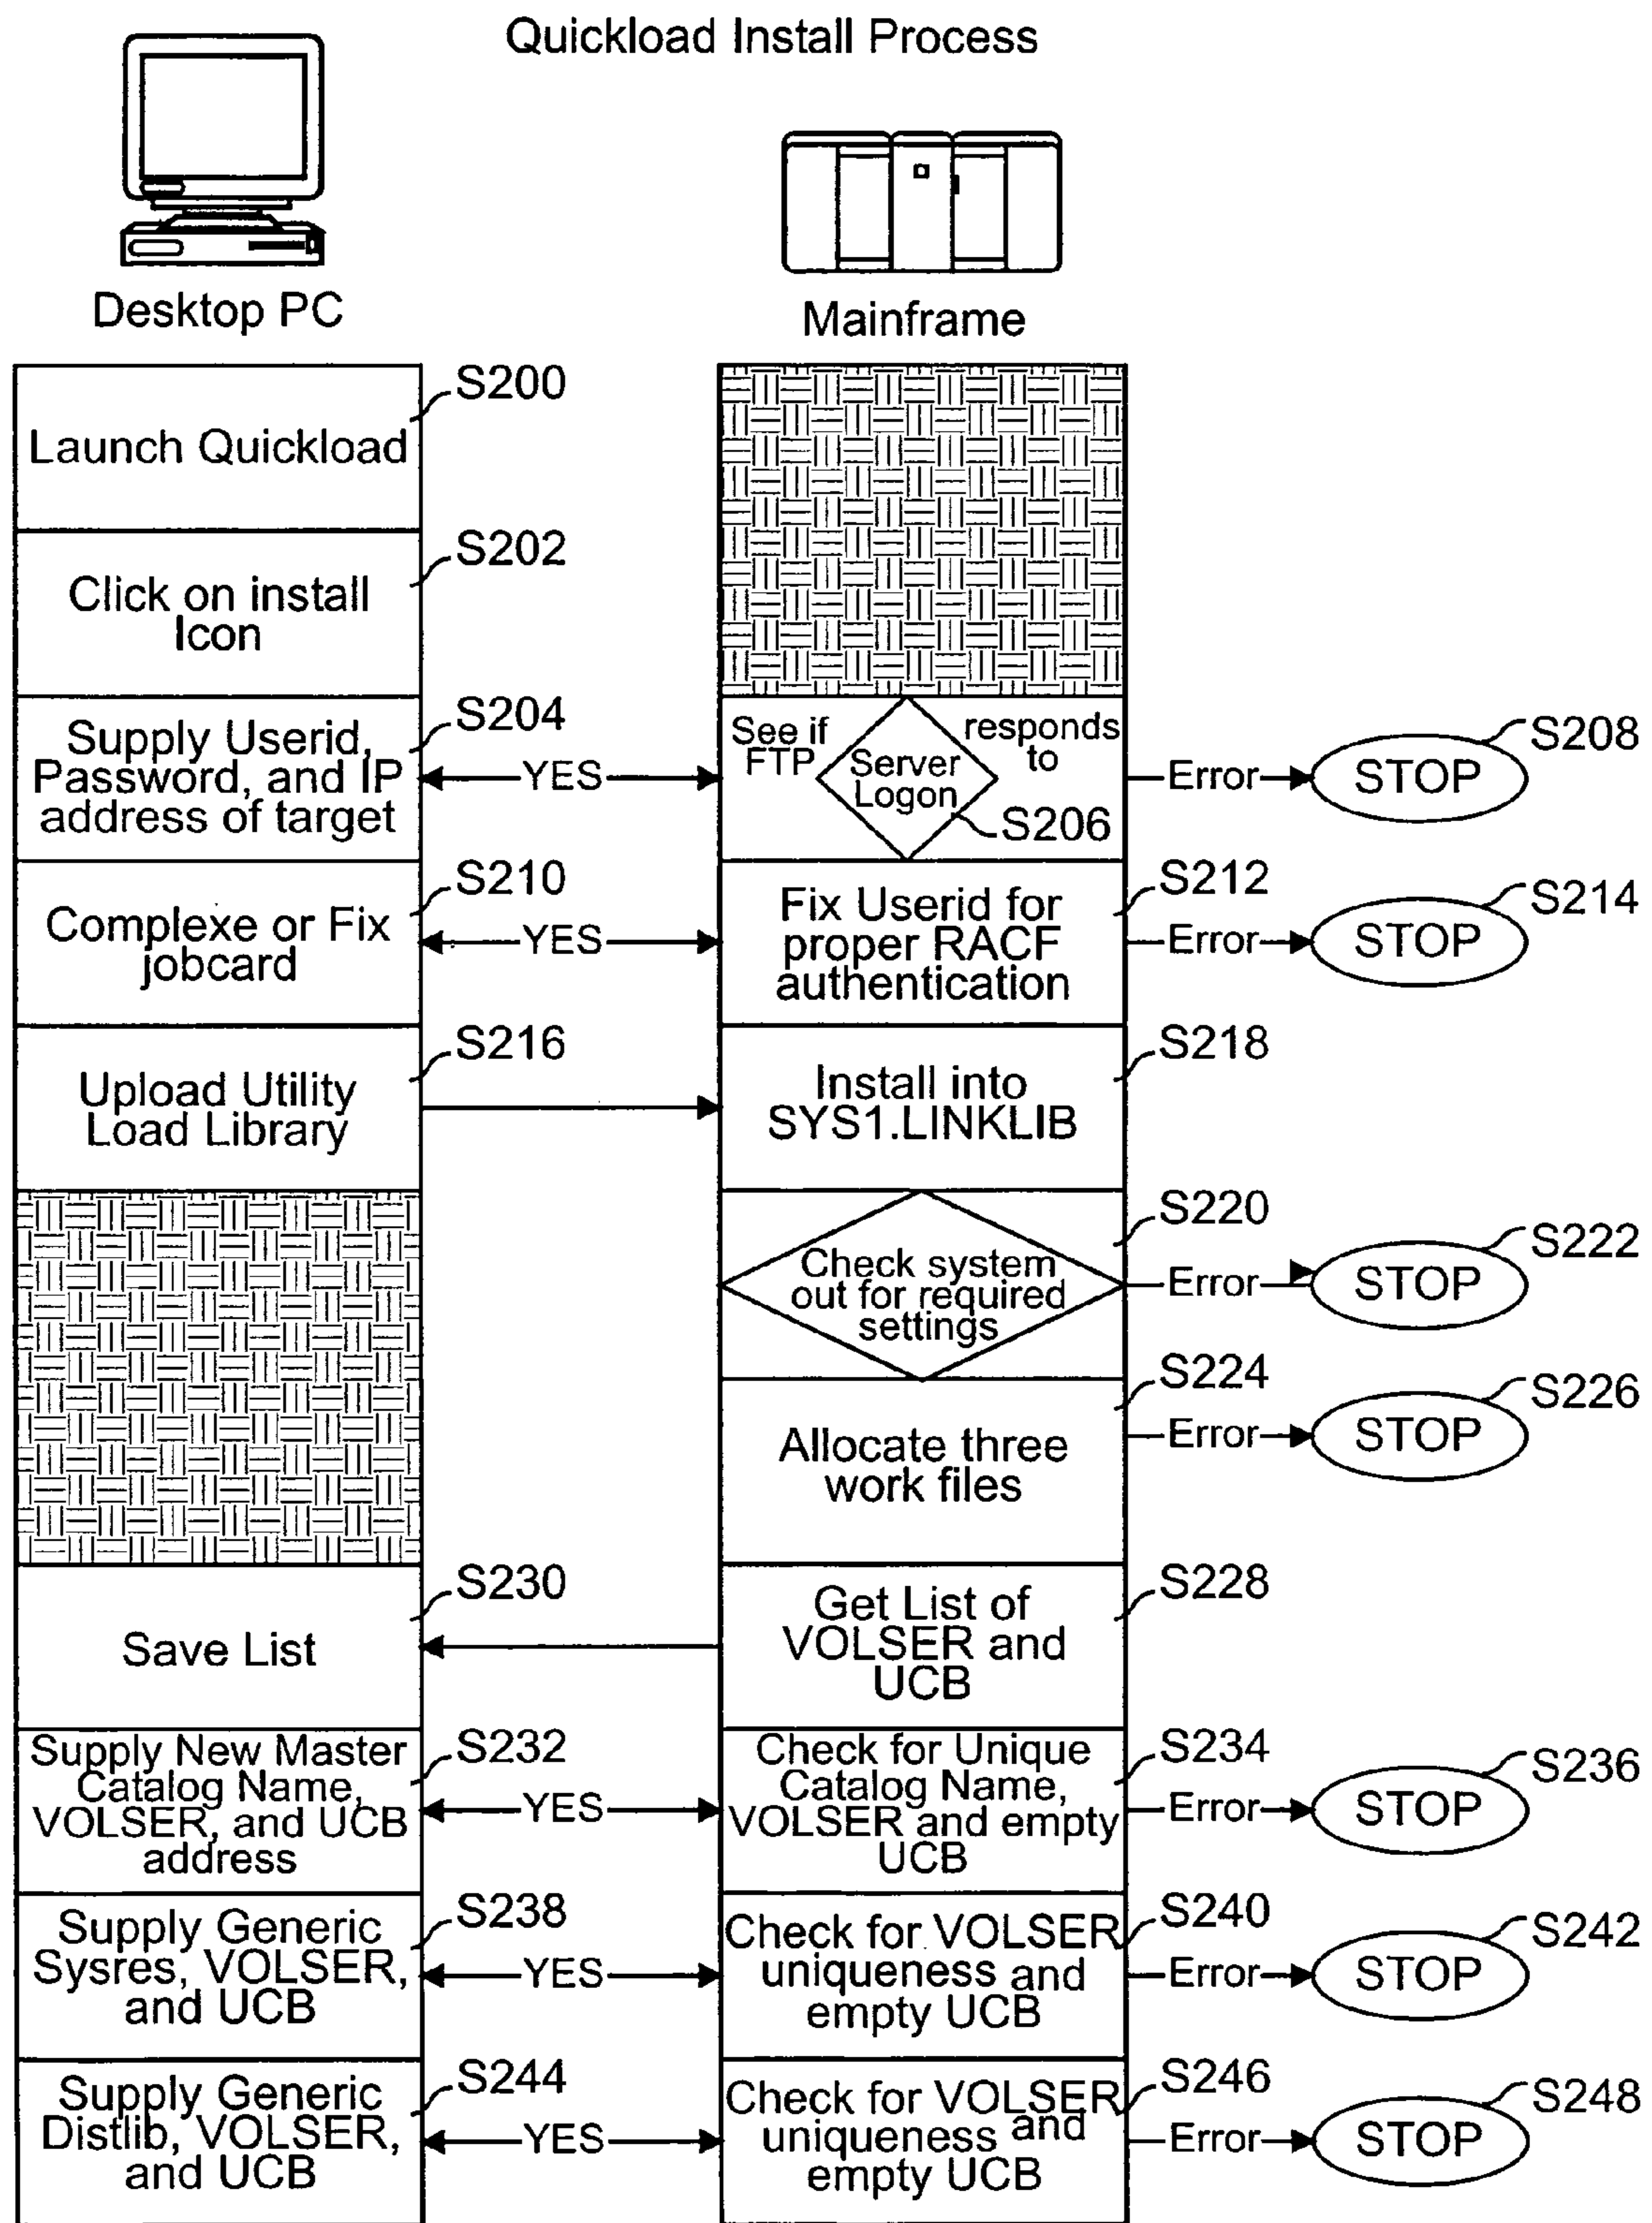 Quickload Install Process
Desktop PC
Mainframe
S200
Launch Quickload
S202
Click on install
Icon
S204
Supply Userid,
Password, and IP
address of target
YES
See if
FTP
Server
Logon
responds
to
S206
Error
STOP
S208
S210
Complexe or Fix
jobcard
YES
S212
Fix Userid for
proper RACF
authentication
Error
STOP
S214
S216
Upload Utility
Load Library
S218
Install into
SYS1.LINKLIB
S220
Check system
out for required
settings
Error
STOP
S222
S224
Allocate three
work files
Error
STOP
S226
S230
Save List
S228
Get List of
VOLSER and
UCB
S232
Supply New Master
Catalog Name,
VOLSER, and UCB
address
YES
S234
Check for Unique
Catalog Name,
VOLSER and empty
UCB
Error
STOP
S236
S238
Supply Generic
Sysres, VOLSER,
and UCB
YES
S240
Check for VOLSER
uniqueness and
empty UCB
Error
STOP
S242
S244
Supply Generic
Distlib, VOLSER,
and UCB
YES
S246
Check for VOLSER
uniqueness and
empty UCB
Error
STOP
S248